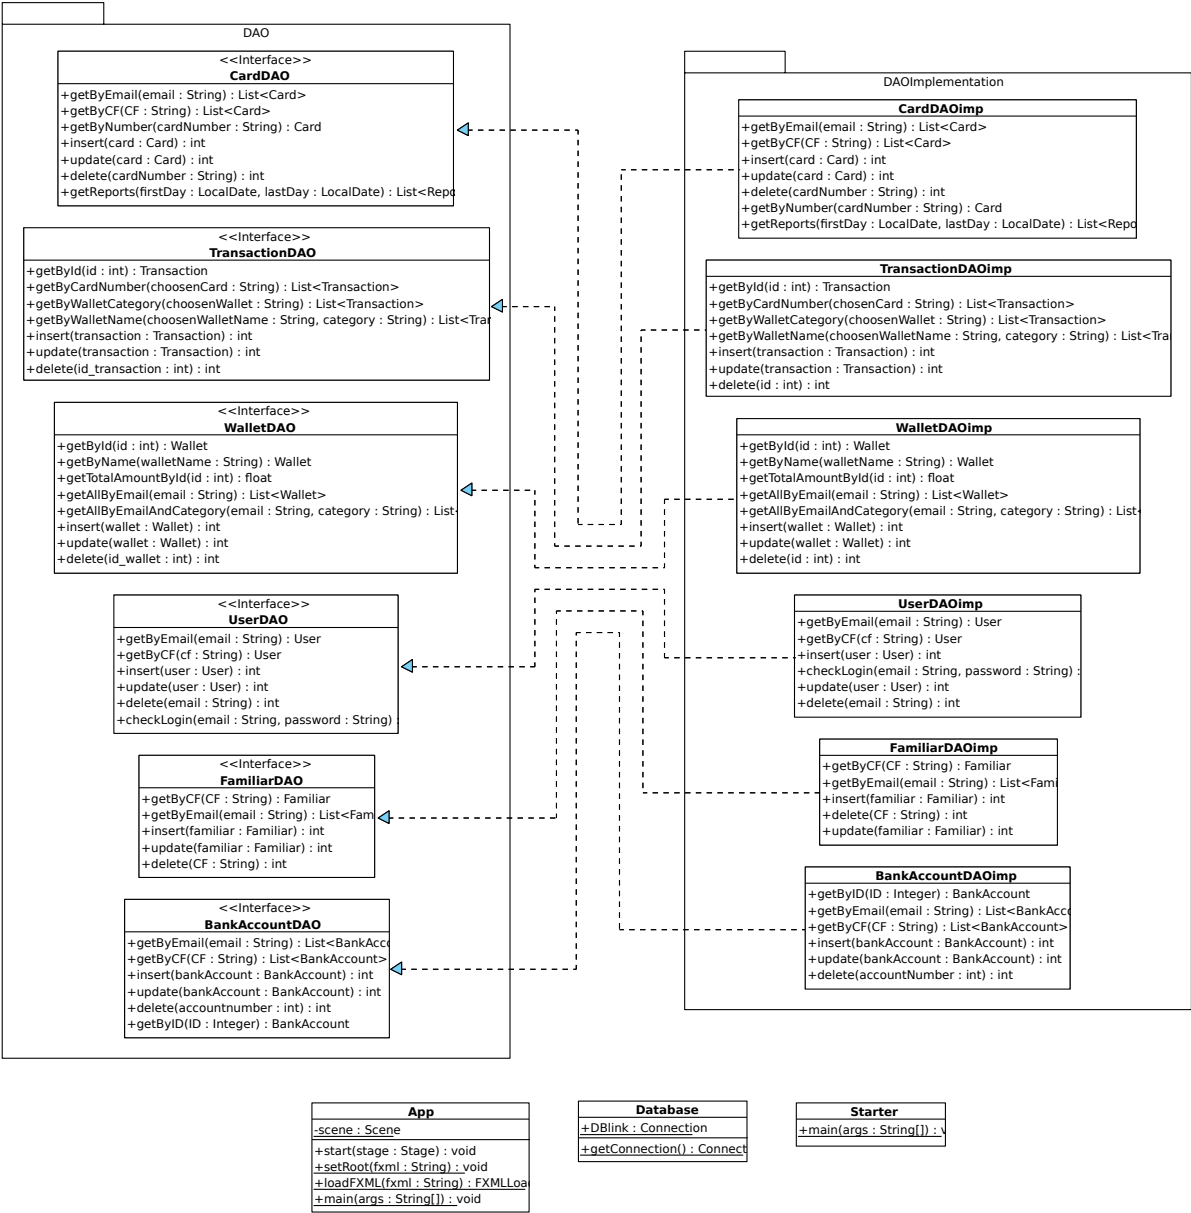 DAO
<<Interface>>
CardDAO
+getByEmail(email : String) : List<Card>
+getByCF(CF : String) : List<Card>
+getByNumber(cardNumber : String) : Card
+insert(card : Card) : int
+update(card : Card) : int
+delete(cardNumber : String) : int
+getReports(firstDay : LocalDate, lastDay : LocalDate) : List<Repo
<<Interface>>
TransactionDAO
+getById(id : int) : Transaction
+getByCardNumber(choosenCard : String) : List<Transaction>
+getByWalletCategory(choosenWallet : String) : List<Transaction>
+getByWalletName(choosenWalletName : String, category : String) : List<Trar
+insert(transaction : Transaction) : int
+update(transaction : Transaction) : int
+delete(id_transaction : int) : int
<<Interface>>
WalletDAO
+getById(id : int) : Wallet
+getByName(walletName : String) : Wallet
+getTotalAmountById(id : int) : float
+getAllByEmail(email : String) : List<Wallet>
+getAllByEmailAndCategory(email : String, category : String) : List<
+insert(wallet : Wallet) : int
+update(wallet : Wallet) : int
+delete(id_wallet : int) : int
<<Interface>>
UserDAO
+getByEmail(email : String) : User
+getByCF(cf : String) : User
+insert(user : User) : int
+update(user : User) : int
+delete(email : String) : int
+checkLogin(email : String, password : String) :
<<Interface>>
FamiliarDAO
+getByCF(CF : String) : Familiar
+getByEmail(email : String) : List<Fam
+insert(familiar : Familiar) : int
+update(familiar : Familiar) : int
+delete(CF : String) : int
<<Interface>>
BankAccountDAO
+getByEmail(email : String) : List<BankAcc
+getByCF(CF : String) : List<BankAccount>
+insert(bankAccount : BankAccount) : int
+update(bankAccount : BankAccount) : int
+delete(accountnumber : int) : int
+getByID(ID : Integer) : BankAccount
DAOImplementation
CardDAOimp
+getByEmail(email : String) : List<Card>
+getByCF(CF : String) : List<Card>
+insert(card : Card) : int
+update(card : Card) : int
+delete(cardNumber : String) : int
+getByNumber(cardNumber : String) : Card
+getReports(firstDay : LocalDate, lastDay : LocalDate) : List<Repo
TransactionDAOimp
+getById(id : int) : Transaction
+getByCardNumber(chosenCard : String) : List<Transaction>
+getByWalletCategory(choosenWallet : String) : List<Transaction>
+getByWalletName(choosenWalletName : String, category : String) : List<Tra
+insert(transaction : Transaction) : int
+update(transaction : Transaction) : int
+delete(id : int) : int
WalletDAOimp
+getById(id : int) : Wallet
+getByName(walletName : String) : Wallet
+getTotalAmountById(id : int) : float
+getAllByEmail(email : String) : List<Wallet>
+getAllByEmailAndCategory(email : String, category : String) : List<
+insert(wallet : Wallet) : int
+update(wallet : Wallet) : int
+delete(id : int) : int
UserDAOimp
+getByEmail(email : String) : User
+getByCF(cf : String) : User
+insert(user : User) : int
+checkLogin(email : String, password : String) :
+update(user : User) : int
+delete(email : String) : int
FamiliarDAOimp
+getByCF(CF : String) : Familiar
+getByEmail(email : String) : List<Fami
+insert(familiar : Familiar) : int
+delete(CF : String) : int
+update(familiar : Familiar) : int
BankAccountDAOimp
+getByID(ID : Integer) : BankAccount
+getByEmail(email : String) : List<BankAcc
+getByCF(CF : String) : List<BankAccount>
+insert(bankAccount : BankAccount) : int
+update(bankAccount : BankAccount) : int
+delete(accountNumber : int) : int
App
-scene : Scene
+start(stage : Stage) : void
+setRoot(fxml : String) : void
+loadFXML(fxml : String) : FXMLLoa
+main(args : String[]) : void
Database
+DBlink : Connection
+getConnection() : Connect
Starter
+main(args : String[]) : v